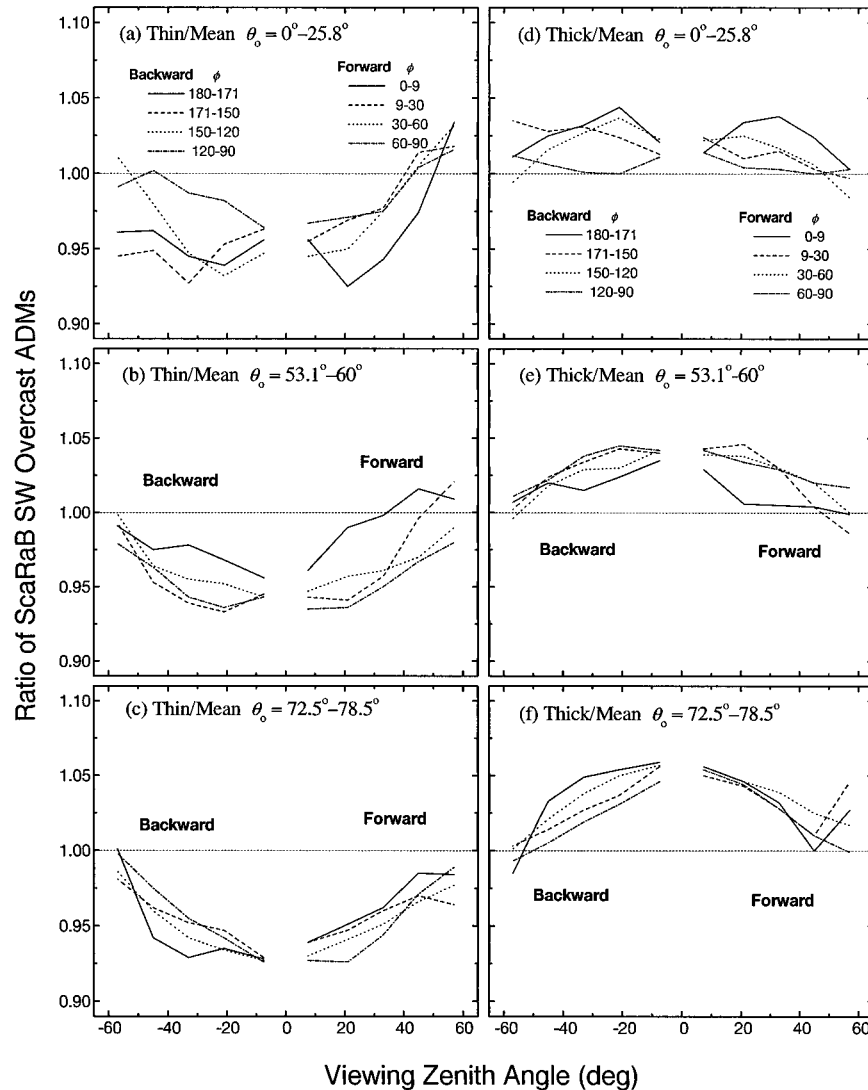 Ratio of ScaRaB SW Overcast ADMs
1.10
1.05
1.00
0.95
0.90
(a) Thin/Mean θo = 0°–25.8°
Backward ϕ
180-171
171-150
150-120
120-90
Forward ϕ
0-9
9-30
30-60
60-90
(d) Thick/Mean θo = 0°–25.8°
Backward ϕ
180-171
171-150
150-120
120-90
Forward ϕ
0-9
9-30
30-60
60-90
1.10
1.05
1.00
0.95
0.90
(b) Thin/Mean θo = 53.1°–60°
Backward
Forward
(e) Thick/Mean θo = 53.1°-60°
Backward
Forward
1.10
1.05
1.00
0.95
0.90
(c) Thin/Mean θo = 72.5°–78.5°
Backward
Forward
(f) Thick/Mean θo = 72.5°–78.5°
Backward
Forward
-60 -40 -20 0 20 40 60
-60 -40 -20 0 20 40 60
Viewing Zenith Angle (deg)